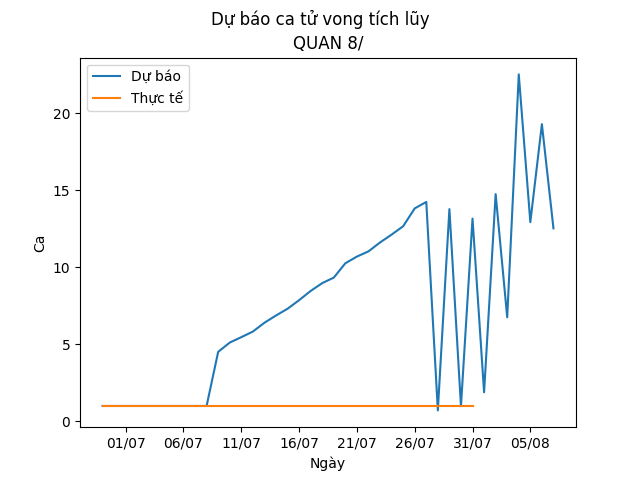 Dự báo ca tử vong tích lũy
QUAN 8/
Dự báo
Thực tế
Ca
20
15
10
5
0
01/07 06/07 11/07 16/07 21/07 26/07 31/07 05/08
Ngày